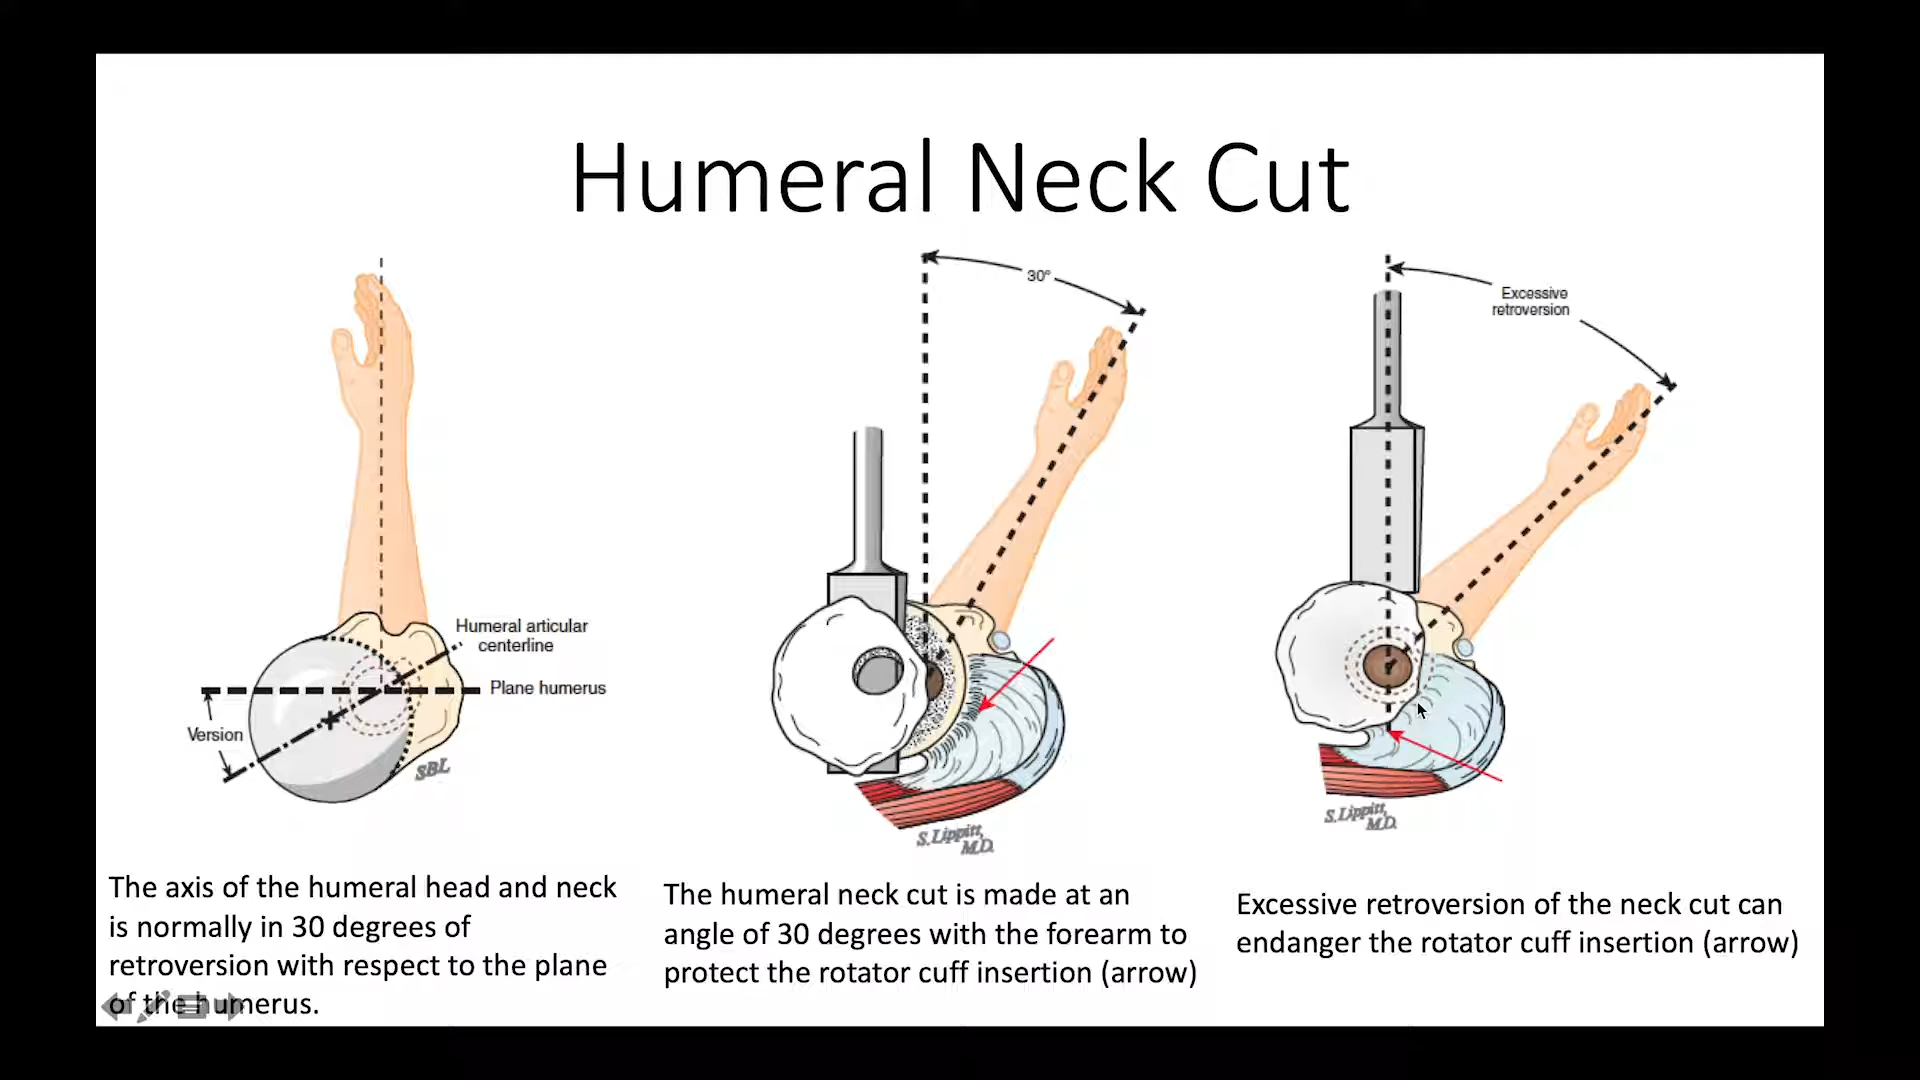 Humeral Neck Cut
Humeral articular
centerline
Plane humerus
Version
SBL
30°
S. Lippitt,
M.D.
Excessive
retroversion
S. Lippitt,
M.D.
The axis of the humeral head and neck
is normally in 30 degrees of
retroversion with respect to the plane
of the humerus.
The humeral neck cut is made at an
angle of 30 degrees with the forearm to
protect the rotator cuff insertion (arrow)
Excessive retroversion of the neck cut can
endanger the rotator cuff insertion (arrow)